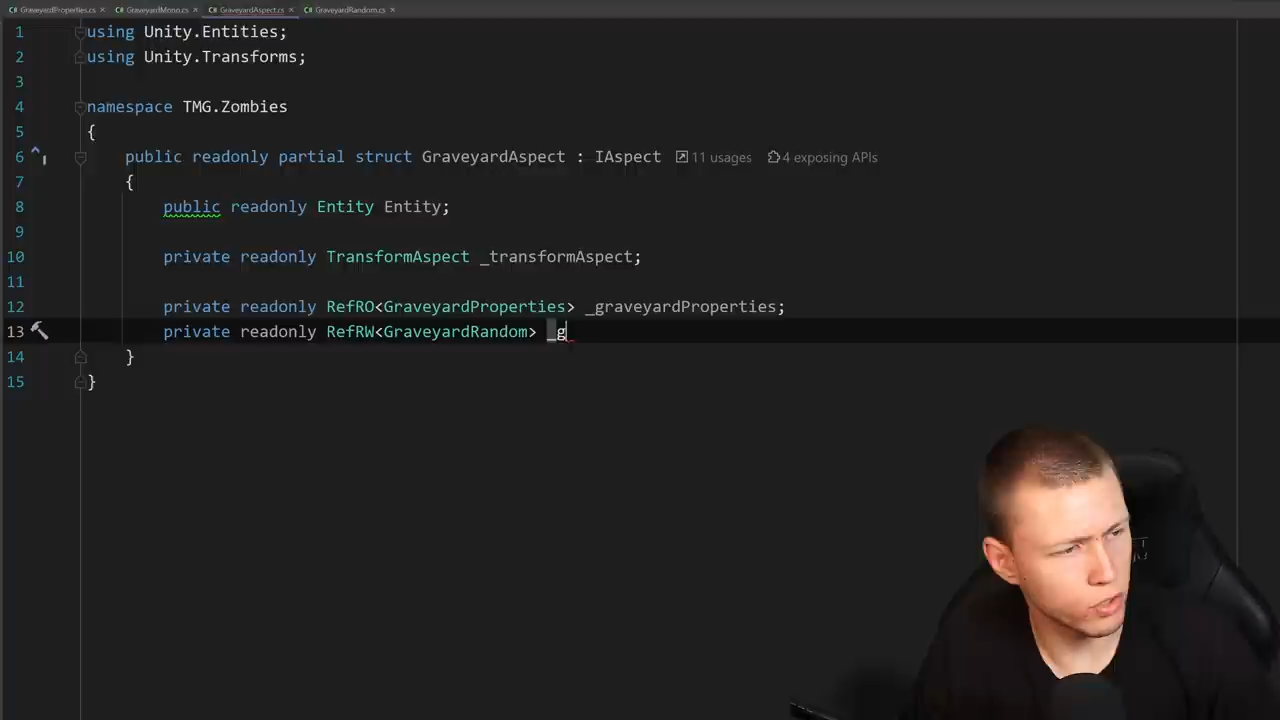 GraveyardProperties.cs × GraveyardMono.cs × GraveyardAspect.cs × GraveyardRandom.cs ×
1 using Unity.Entities;
2 using Unity.Transforms;
3
4 namespace TMG.Zombies
5 {
6 public readonly partial struct GraveyardAspect : IAspect 11 usages 4 exposing APIs
7 {
8 public readonly Entity Entity;
9
10 private readonly TransformAspect _transformAspect;
11
12 private readonly RefRO<GraveyardProperties> _graveyardProperties;
13 private readonly RefRW<GraveyardRandom> _g
14 }
15 }